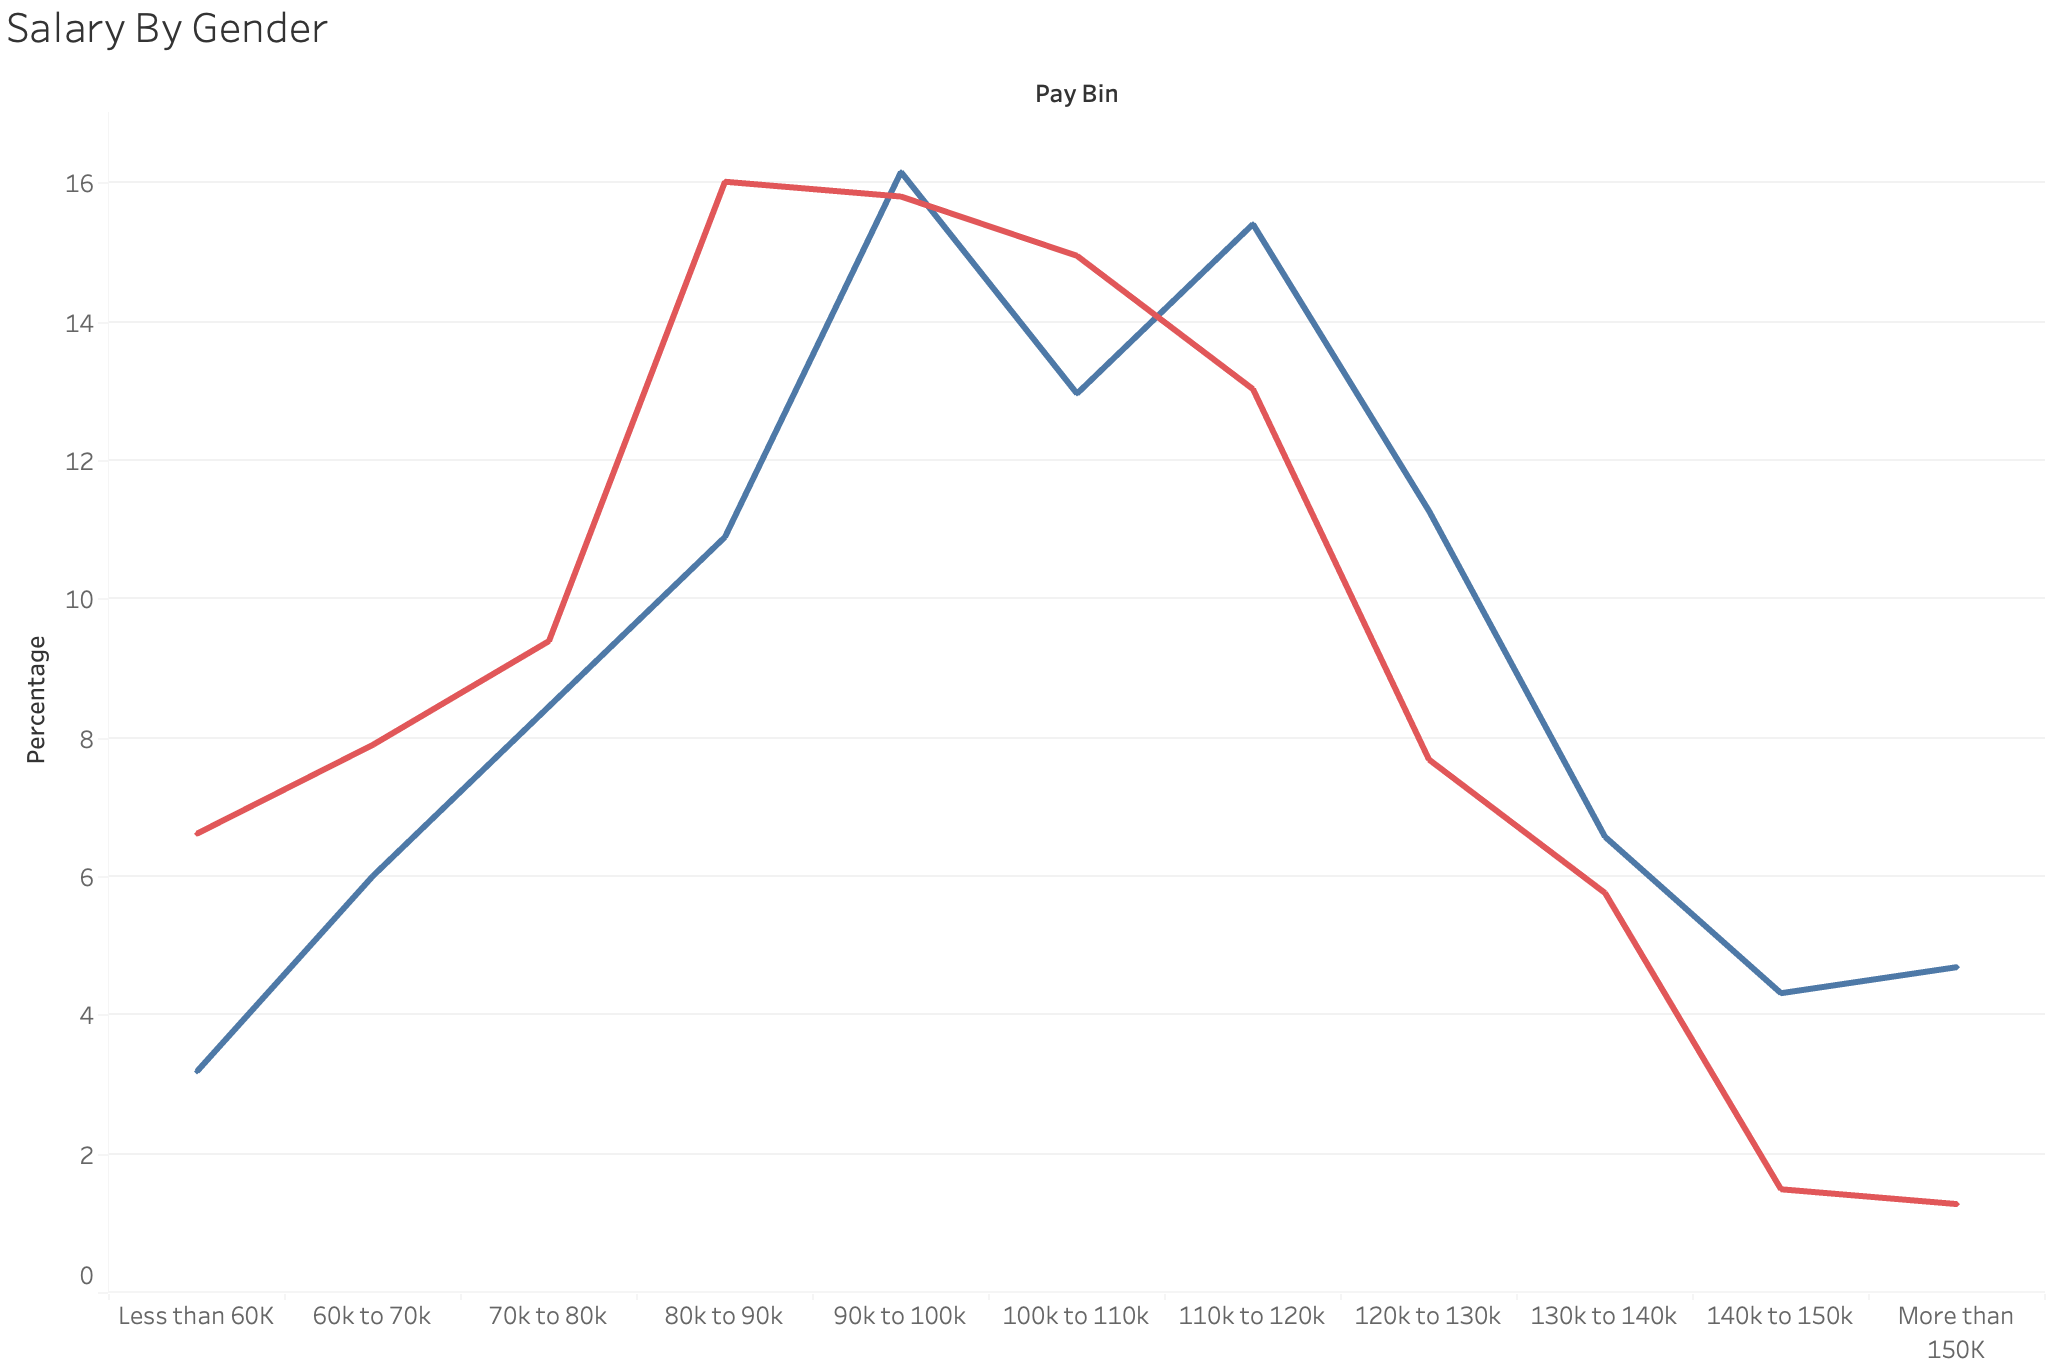 Salary By Gender
Pay Bin
16
14
12
10
8
6
4
2
0
Percentage
Less than 60K
60k to 70k
70k to 80k
80k to 90k
90k to 100k
100k to 110k
110k to 120k
120k to 130k
130k to 140k
140k to 150k
More than
150K